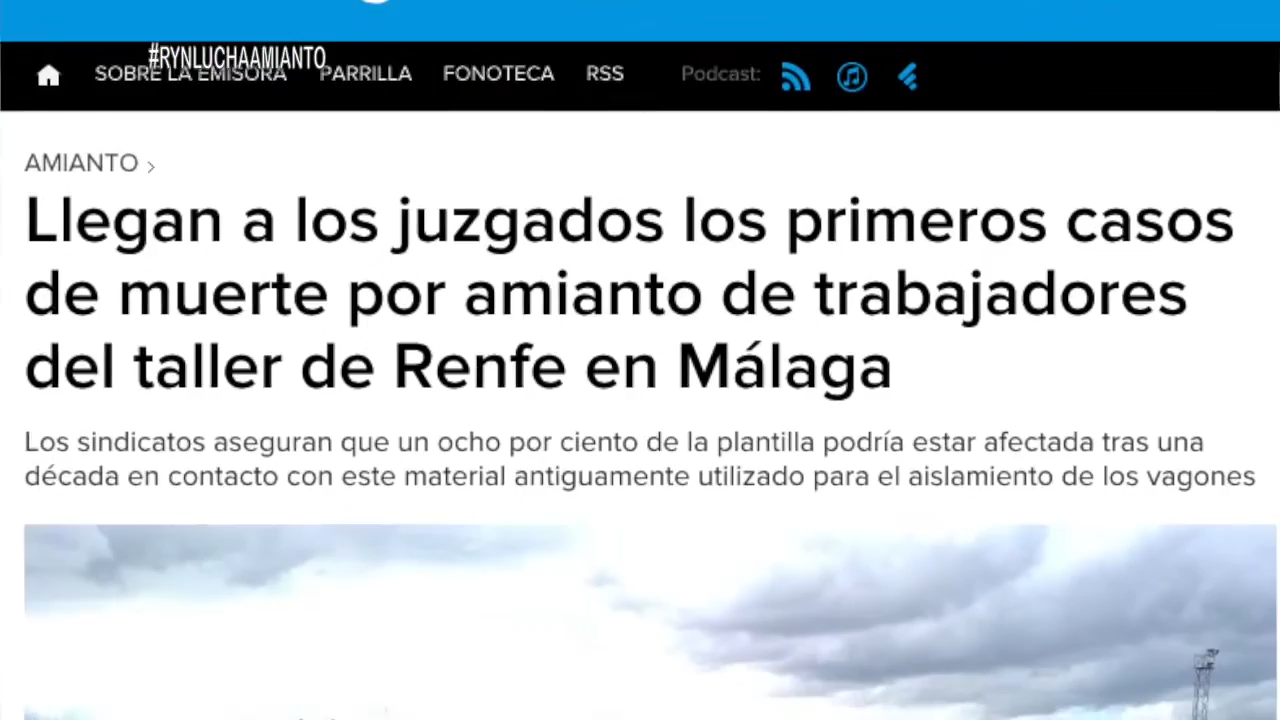 #RYNLUCHAAMIANTO
SOBRE LA EMISORA PARRILLA FONOTECA RSS Podcast:
AMIANTO >
Llegan a los juzgados los primeros casos
de muerte por amianto de trabajadores
del taller de Renfe en Málaga
Los sindicatos aseguran que un ocho por ciento de la plantilla podría estar afectada tras una
década en contacto con este material antiguamente utilizado para el aislamiento de los vagones